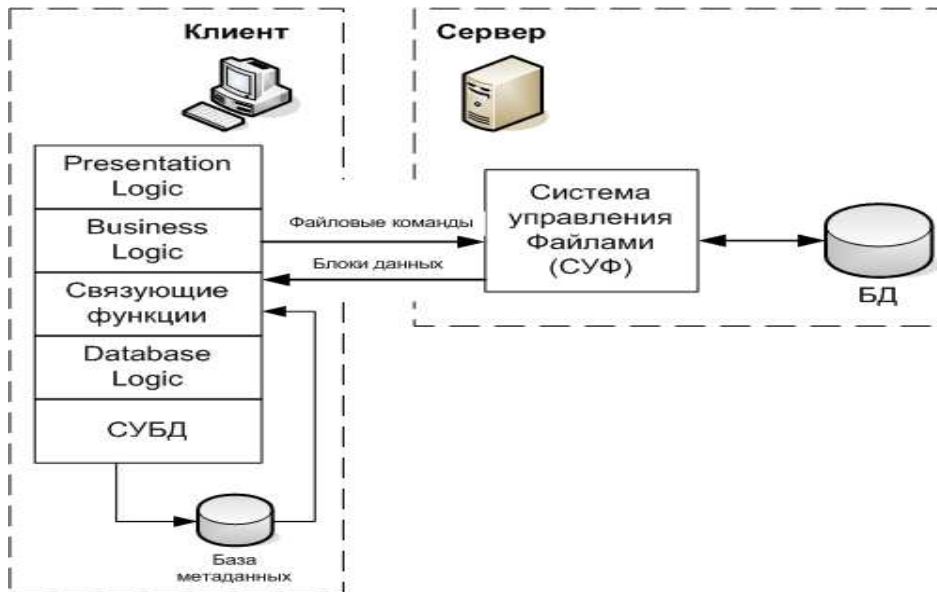 Клиент
Сервер
Presentation
Logic
Business
Logic
Связующие
функции
Database
Logic
СУБД
База
метаданных
Файловые команды
Блоки данных
Система
управления
Файлами
(СУФ)
БД